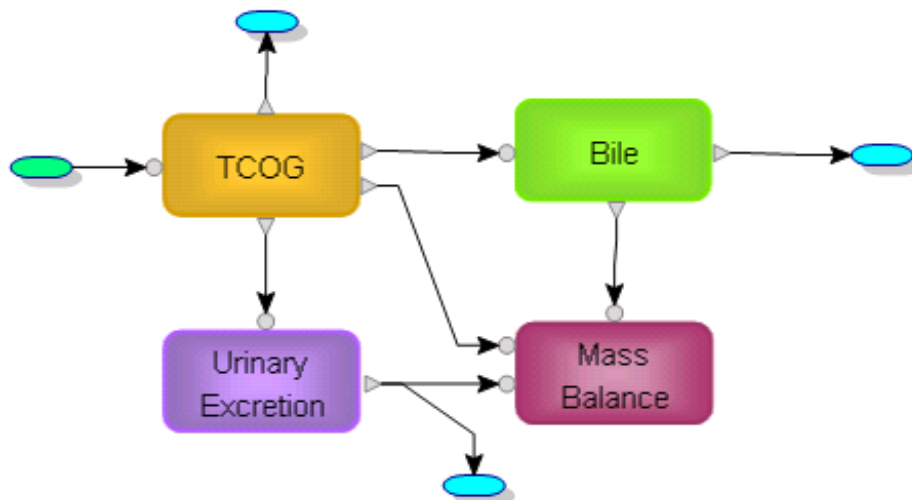 TCOG
Bile
Urinary
Excretion
Mass
Balance